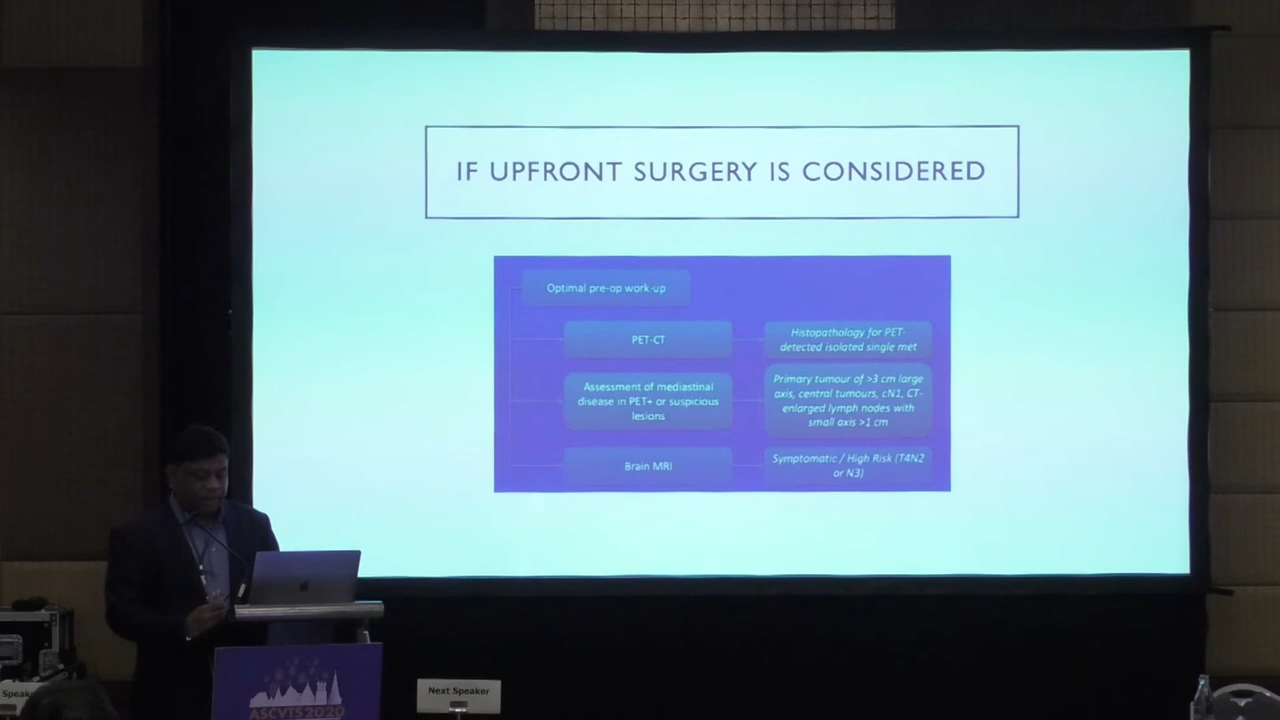 IF UPFRONT SURGERY IS CONSIDERED
Optimal pre-op work-up
PET-CT
Histopathology for PET-
detected isolated single met
Assessment of mediastinal
disease in PET+ or suspicious
lesions
Primary tumour of >3 cm large
axis, central tumours, cN1, CT-
enlarged lymph nodes with
small axis >1 cm
Brain MRI
Symptomatic / High Risk (T4N2
or N3)
Next Speaker
ASCVTS 2020
Speak